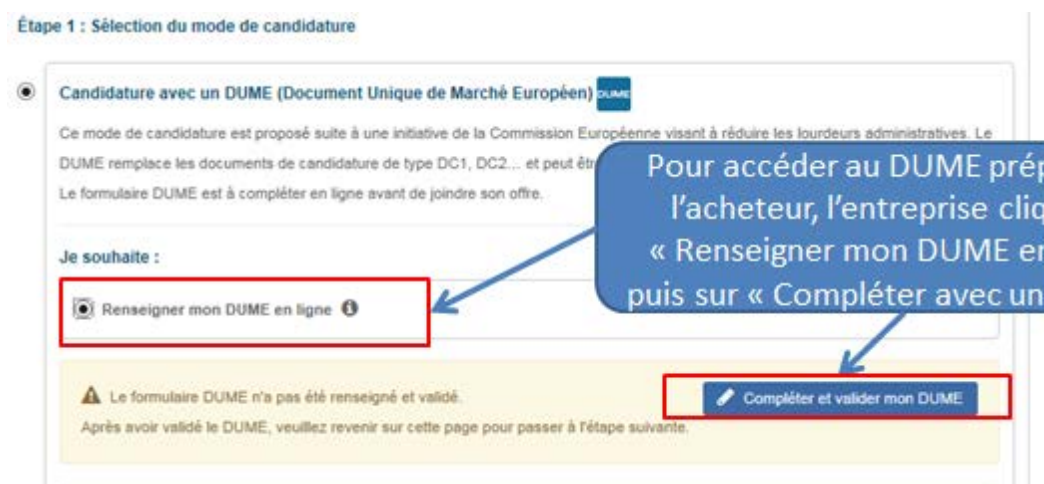 Étape 1 : Sélection du mode de candidature
Candidature avec un DUME (Document Unique de Marché Européen) DUME
Ce mode de candidature est proposé suite à une initiative de la Commission Européenne visant à réduire les lourdeurs administratives. Le
DUME remplace les documents de candidature de type DC1, DC2... et peut êtr
Le formulaire DUME est à compléter en ligne avant de joindre son offre.
Pour accéder au DUME prép
l'acheteur, l'entreprise cliq
« Renseigner mon DUME en
puis sur « Compléter avec un
Je souhaite :
Renseigner mon DUME en ligne
Le formulaire DUME n'a pas été renseigné et validé.
Compléter et valider mon DUME
Après avoir validé le DUME, veuillez revenir sur cette page pour passer à l'étape suivante.